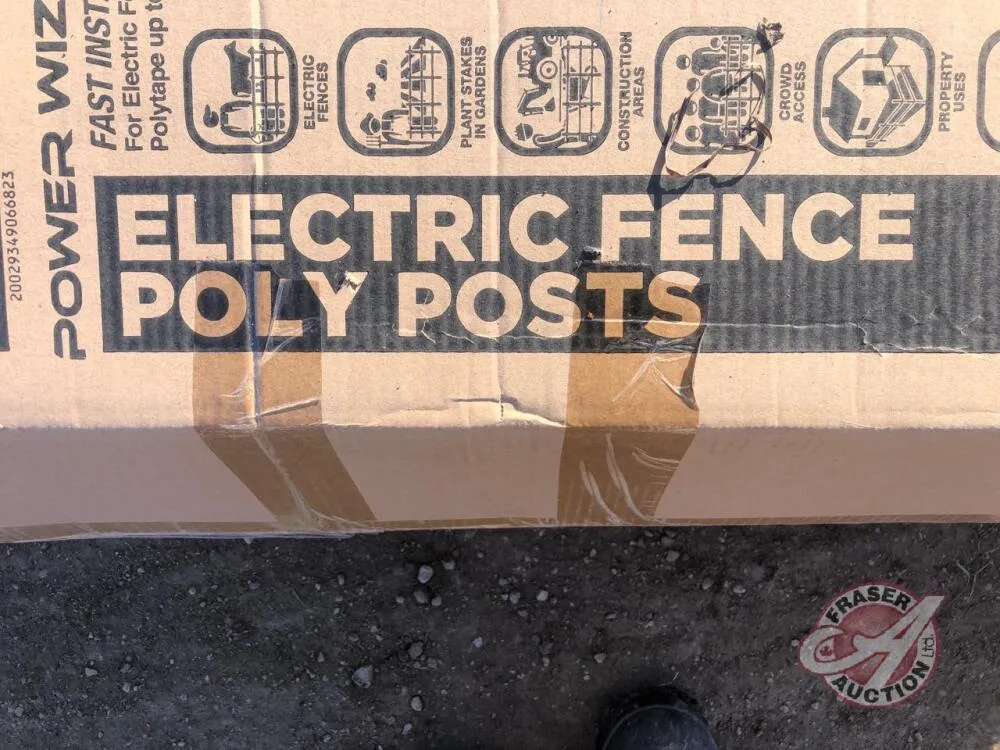 20029349066823
POWER WIZ
FAST INST
For Electric F
Polytape up to
ELECTRIC
FENCES
PLANT STAKES
IN GARDENS
CONSTRUCTION
AREAS
CROWD
ACCESS
PROPERTY
USES
ELECTRIC FENCE
POLY POSTS
FRASER
AUCTION
Ltd.